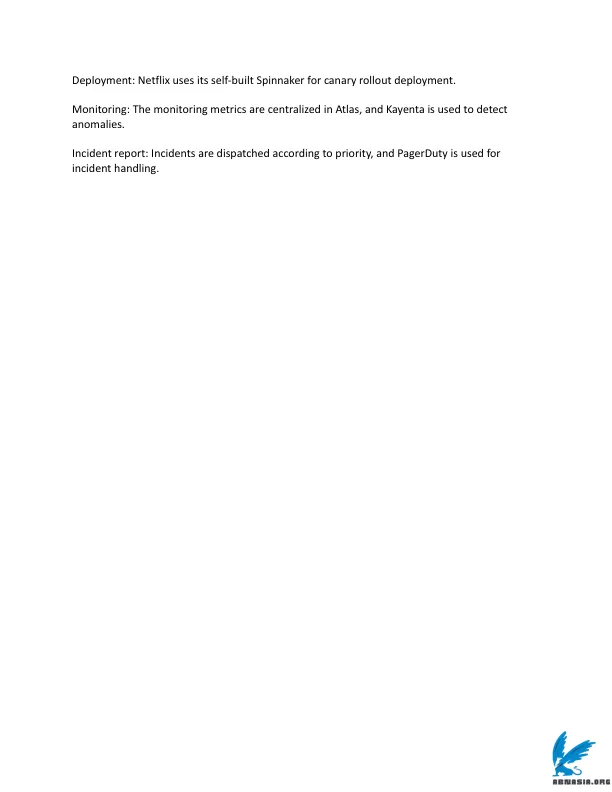 Deployment: Netflix uses its self-built Spinnaker for canary rollout deployment.
Monitoring: The monitoring metrics are centralized in Atlas, and Kayenta is used to detect
anomalies.
Incident report: Incidents are dispatched according to priority, and PagerDuty is used for
incident handling.
ABNASIA.ORG